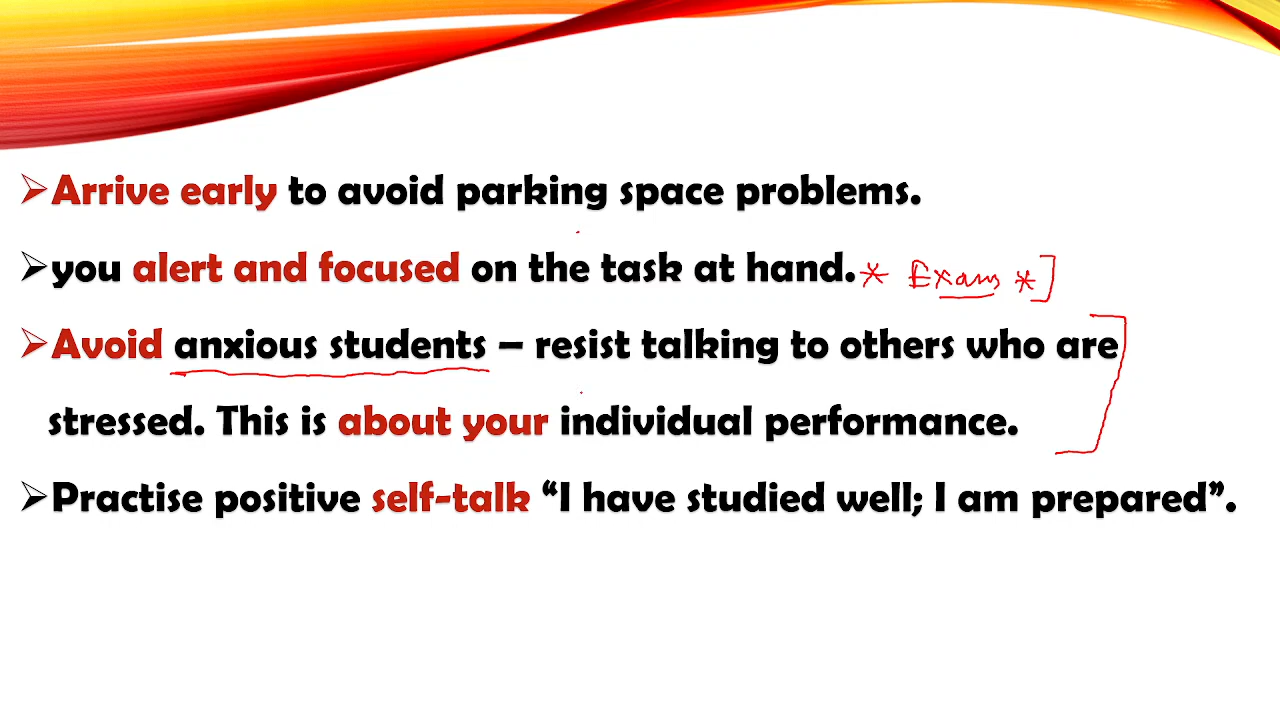 ➢Arrive early to avoid parking space problems.
➢you alert and focused on the task at hand. * Exam *]
➢Avoid anxious students – resist talking to others who are
stressed. This is about your individual performance.
➢Practise positive self-talk “I have studied well; I am prepared”.